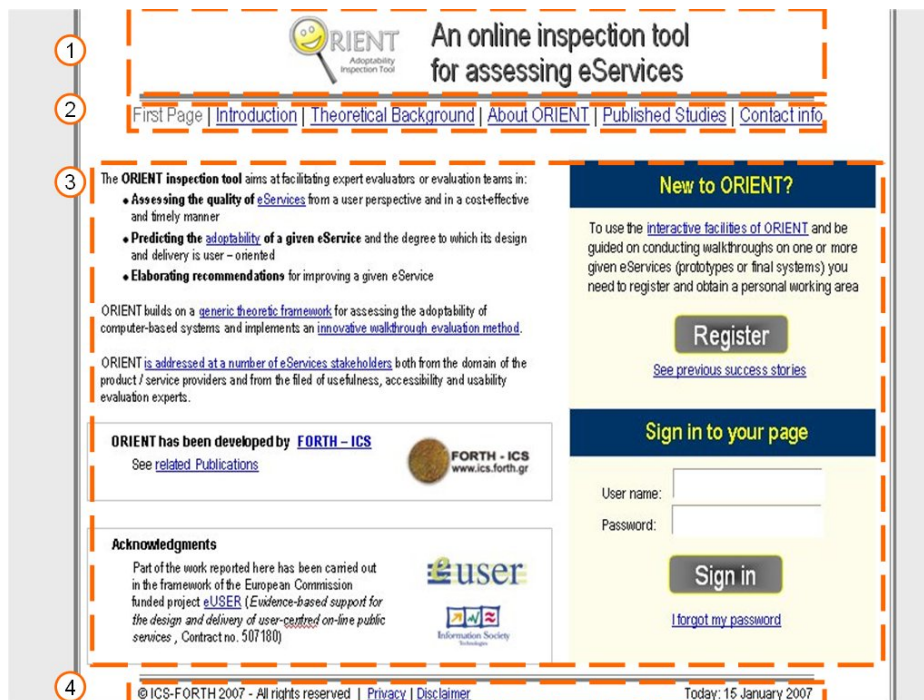 1
ORIENT
Adoptability
Inspection Tool
An online inspection tool
for assessing eServices
2
First Page | Introduction | Theoretical Background | About ORIENT | Published Studies | Contact info
3
The ORIENT inspection tool aims at facilitating expert evaluators or evaluation teams in:
• Assessing the quality of eServices from a user perspective and in a cost-effective
and timely manner
• Predicting the adoptability of a given eService and the degree to which its design
and delivery is user – oriented
• Elaborating recommendations for improving a given eService
ORIENT builds on a generic theoretic framework for assessing the adoptability of
computer-based systems and implements an innovative walkthrough evaluation method.
ORIENT is addressed at a number of eServices stakeholders both from the domain of the
product / service providers and from the filed of usefulness, accessibility and usability
evaluation experts.
ORIENT has been developed by FORTH – ICS
See related Publications
FORTH - ICS
www.ics.forth.gr
Acknowledgments
Part of the work reported here has been carried out
in the framework of the European Commission
funded project eUSER (Evidence-based support for
the design and delivery of user-centred on-line public
services , Contract no. 507180)
euser
Information Society
Technologies
New to ORIENT?
To use the interactive facilities of ORIENT and be
guided on conducting walkthroughs on one or more
given eServices (prototypes or final systems) you
need to register and obtain a personal working area
Register
See previous success stories
Sign in to your page
User name:
Password:
Sign in
I forgot my password
4
© ICS-FORTH 2007 - All rights reserved | Privacy | Disclaimer
Today: 15 January 2007